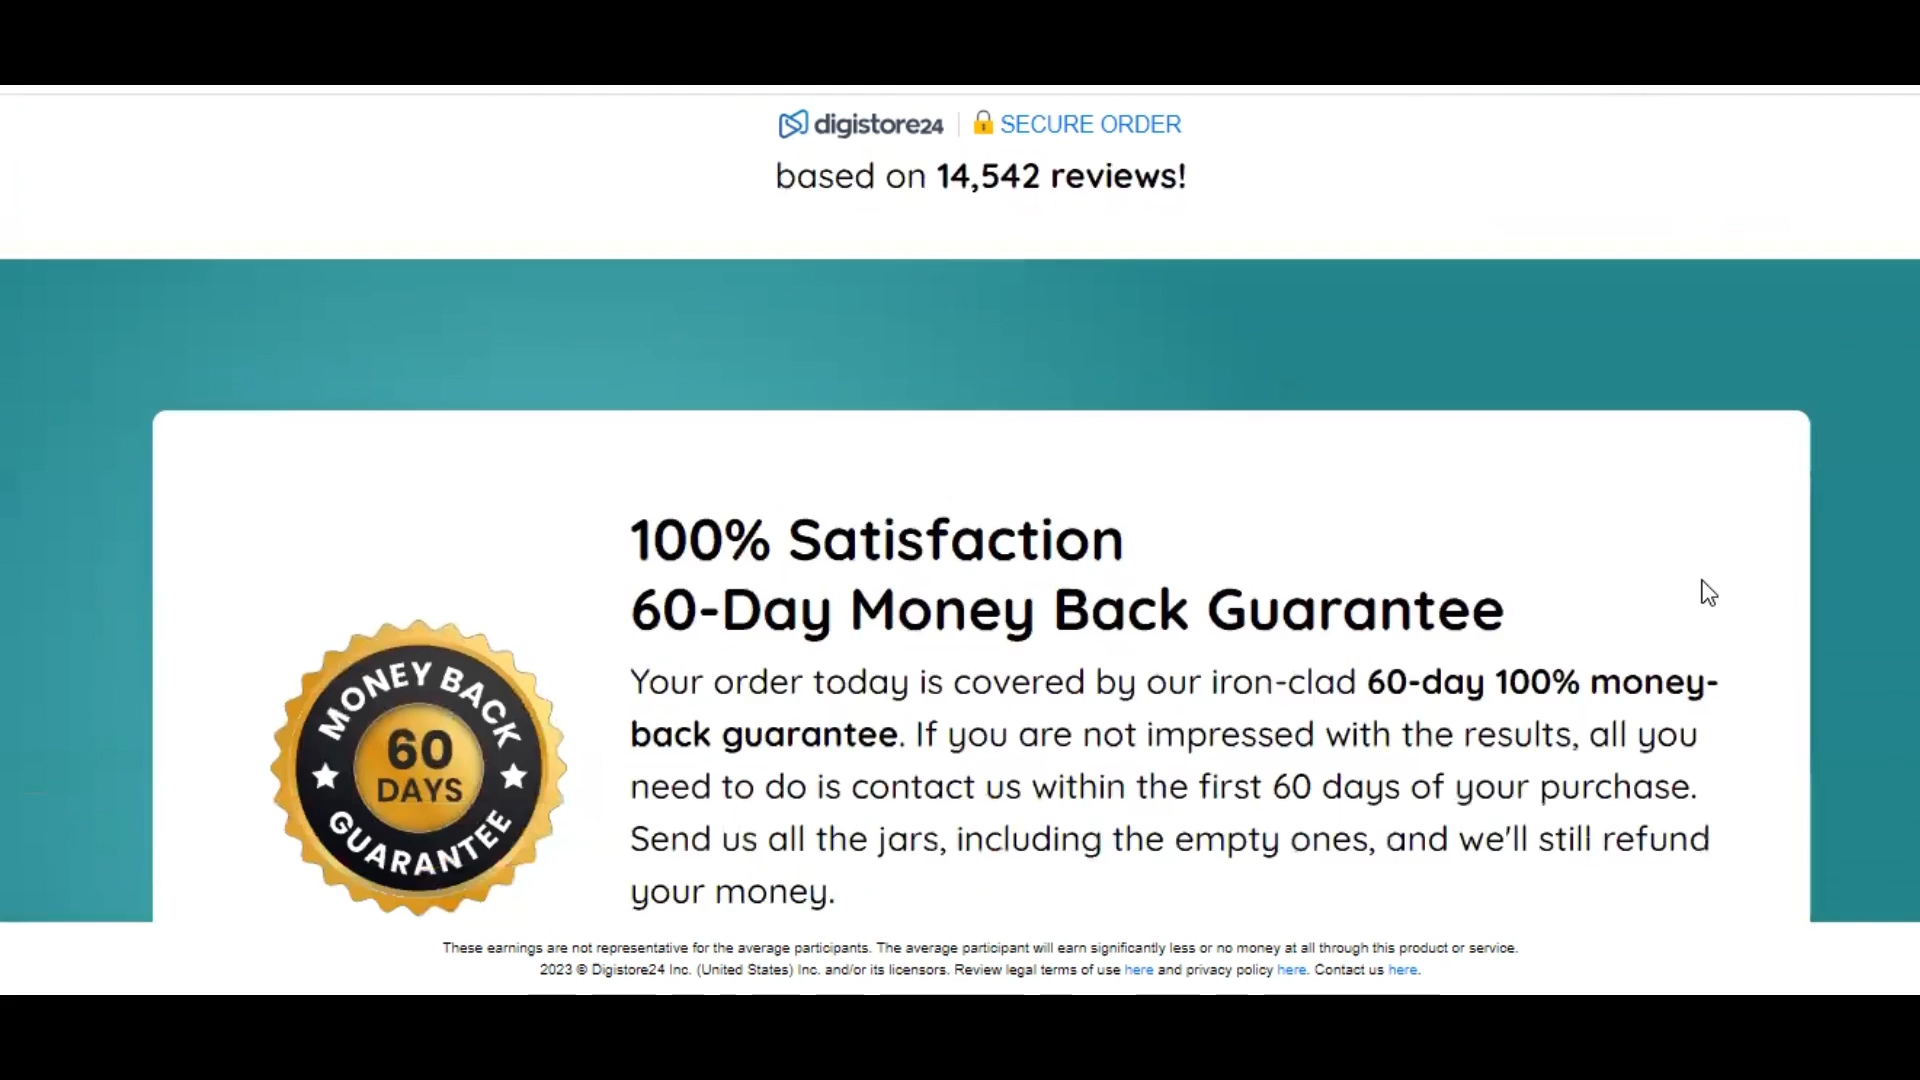 digistore24 | 🔒 SECURE ORDER
based on 14,542 reviews!
100% Satisfaction
60-Day Money Back Guarantee
Your order today is covered by our iron-clad 60-day 100% money-
back guarantee. If you are not impressed with the results, all you
need to do is contact us within the first 60 days of your purchase.
Send us all the jars, including the empty ones, and we'll still refund
your money.
MONEY BACK
60
DAYS
GUARANTEE
These earnings are not representative for the average participants. The average participant will earn significantly less or no money at all through this product or service.
2023 © Digistore24 Inc. (United States) Inc. and/or its licensors. Review legal terms of use here and privacy policy here. Contact us here.